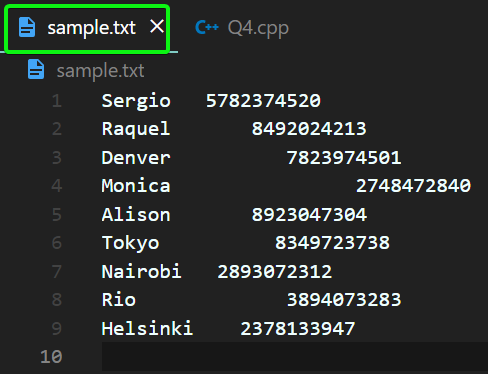 sample.txt × C++ Q4.cpp
sample.txt
1 Sergio 5782374520
2 Raquel 8492024213
3 Denver 7823974501
4 Monica 2748472840
5 Alison 8923047304
6 Tokyo 8349723738
7 Nairobi 2893072312
8 Rio 3894073283
9 Helsinki 2378133947
10